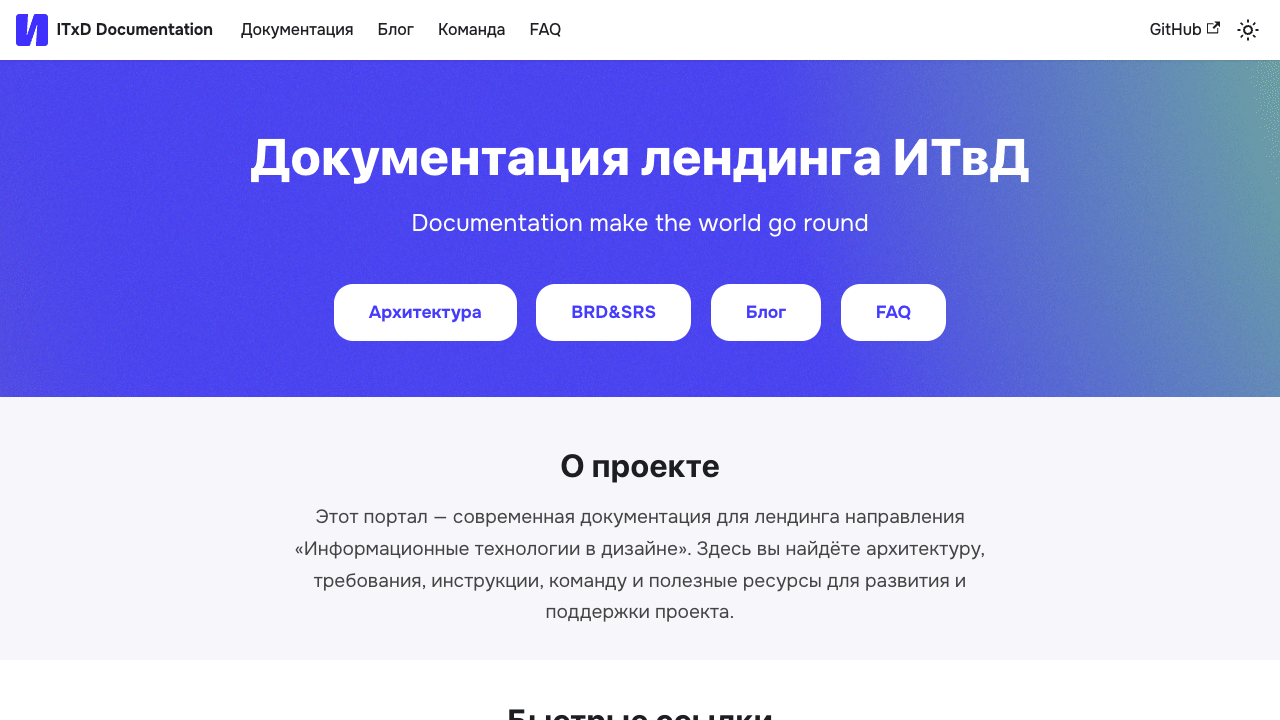 ITxD Documentation
Документация
Блог
Команда
FAQ
GitHub
Документация лендинга ИТвД
Documentation make the world go round
Архитектура
BRD&SRS
Блог
FAQ
О проекте
Этот портал — современная документация для лендинга направления
«Информационные технологии в дизайне». Здесь вы найдёте архитектуру,
требования, инструкции, команду и полезные ресурсы для развития и
поддержки проекта.
Быстрые ссылки